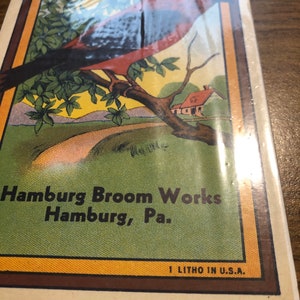 Hamburg Broom Works
Hamburg, Pa.
1 LITHO IN U.S.A.